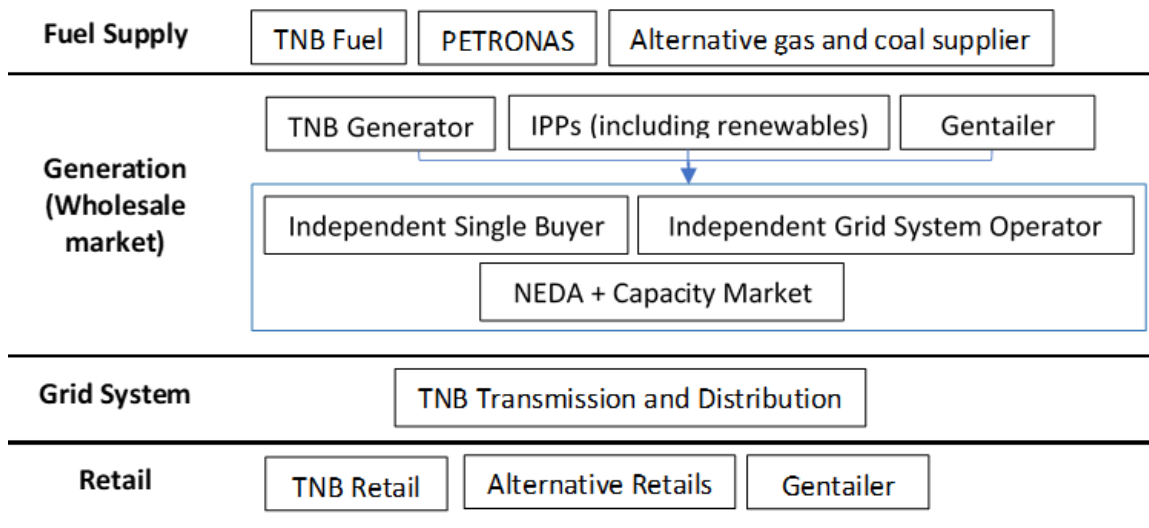 Fuel Supply
TNB Fuel
PETRONAS
Alternative gas and coal supplier
Generation
(Wholesale
market)
TNB Generator
IPPs (including renewables)
Gentailer
Independent Single Buyer
Independent Grid System Operator
NEDA + Capacity Market
Grid System
TNB Transmission and Distribution
Retail
TNB Retail
Alternative Retails
Gentailer